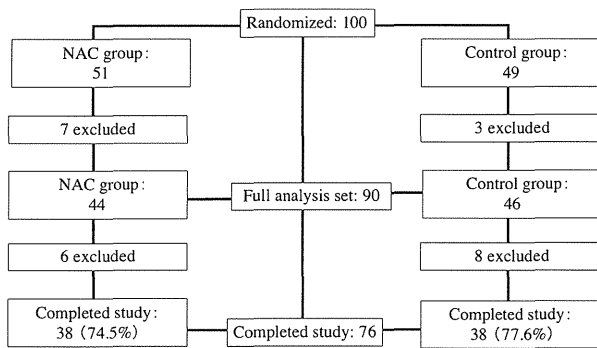 Randomized: 100
NAC group:
51
Control group:
49
7 excluded
3 excluded
NAC group:
44
Full analysis set: 90
Control group:
46
6 excluded
8 excluded
Completed study:
38 (74.5%)
Completed study: 76
Completed study:
38 (77.6%)